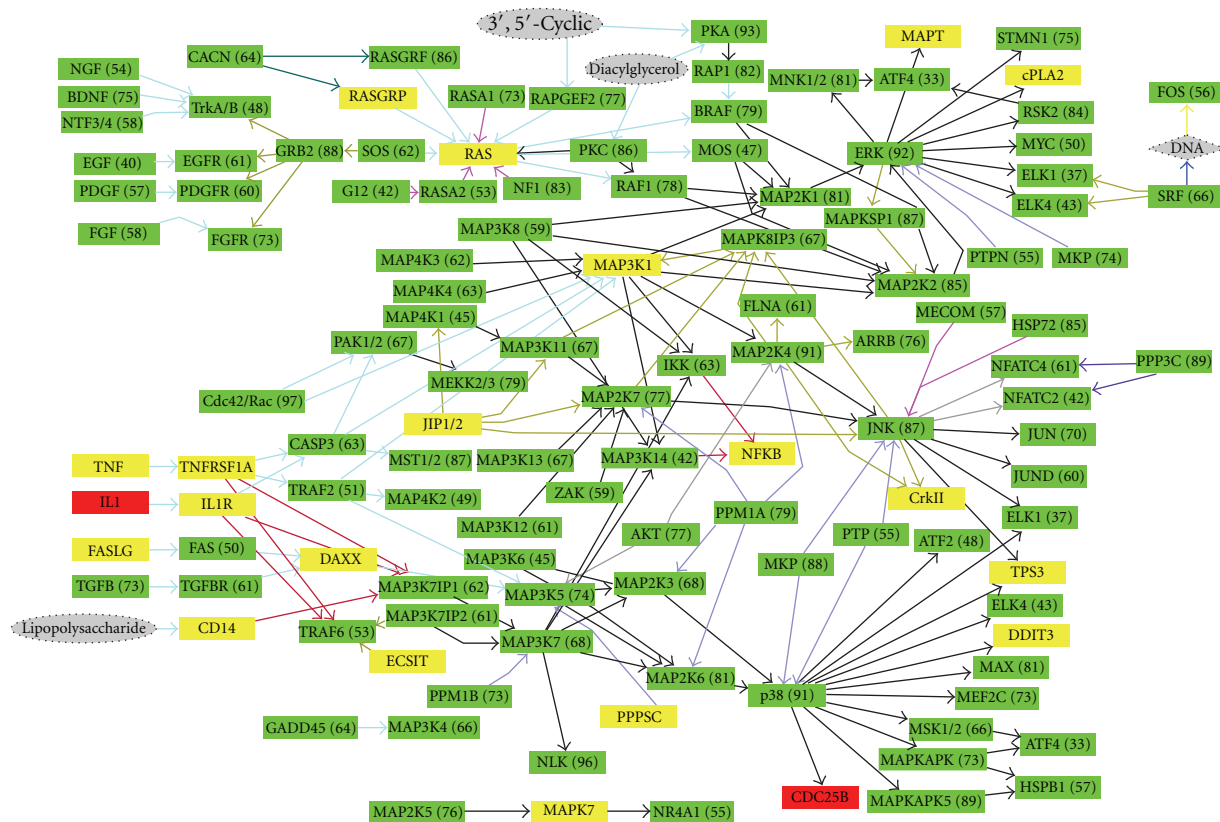 3′, 5′-Cyclic
PKA (93)
MAPT
STMN1 (75)
CACN (64)
RASGRF (86)
NGF (54)
Diacylglycerol
RAP1 (82)
MNK1/2 (81)
ATF4 (33)
cPLA2
BDNF (75)
TrkA/B (48)
RASGRP
RASA1 (73)
RAPGEF2 (77)
BRAF (79)
RSK2 (84)
FOS (56)
NTF3/4 (58)
GRB2 (88)
SOS (62)
RAS
PKC (86)
MOS (47)
ERK (92)
MYC (50)
DNA
EGF (40)
EGFR (61)
ELK1 (37)
PDGF (57)
PDGFR (60)
G12 (42)
RASA2 (53)
NF1 (83)
RAF1 (78)
MAP2K1 (81)
ELK4 (43)
SRF (66)
MAPKSP1 (87)
FGF (58)
FGFR (73)
MAP3K8 (59)
MAPK8IP3 (67)
PTPN (55)
MKP (74)
MAP4K3 (62)
MAP3K1
MAP4K4 (63)
MAP2K2 (85)
MAP4K1 (45)
FLNA (61)
MECOM (57)
HSP72 (85)
PAK1/2 (67)
MAP3K11 (67)
IKK (63)
MAP2K4 (91)
ARRB (76)
NFATC4 (61)
PPP3C (89)
MEKK2/3 (79)
Cdc42/Rac (97)
MAP2K7 (77)
NFATC2 (42)
JIP1/2
JNK (87)
JUN (70)
CASP3 (63)
MAP3K13 (67)
MAP3K14 (42)
NFKB
TNF
TNFRSF1A
MST1/2 (87)
JUND (60)
IL1
IL1R
TRAF2 (51)
MAP4K2 (49)
ZAK (59)
CrkII
PPM1A (79)
ELK1 (37)
MAP3K12 (61)
AKT (77)
PTP (55)
ATF2 (48)
FASLG
FAS (50)
DAXX
MAP3K6 (45)
MKP (88)
TPS3
TGFB (73)
TGFBR (61)
MAP3K7IP1 (62)
MAP3K5 (74)
MAP2K3 (68)
ELK4 (43)
Lipopolysaccharide
CD14
TRAF6 (53)
MAP3K7IP2 (61)
MAP3K7 (68)
DDIT3
ECSIT
MAP2K6 (81)
p38 (91)
MAX (81)
PPM1B (73)
MEF2C (73)
GADD45 (64)
MAP3K4 (66)
PPPSC
MSK1/2 (66)
ATF4 (33)
NLK (96)
MAPKAPK (73)
CDC25B
MAPKAPK5 (89)
HSPB1 (57)
MAP2K5 (76)
MAPK7
NR4A1 (55)